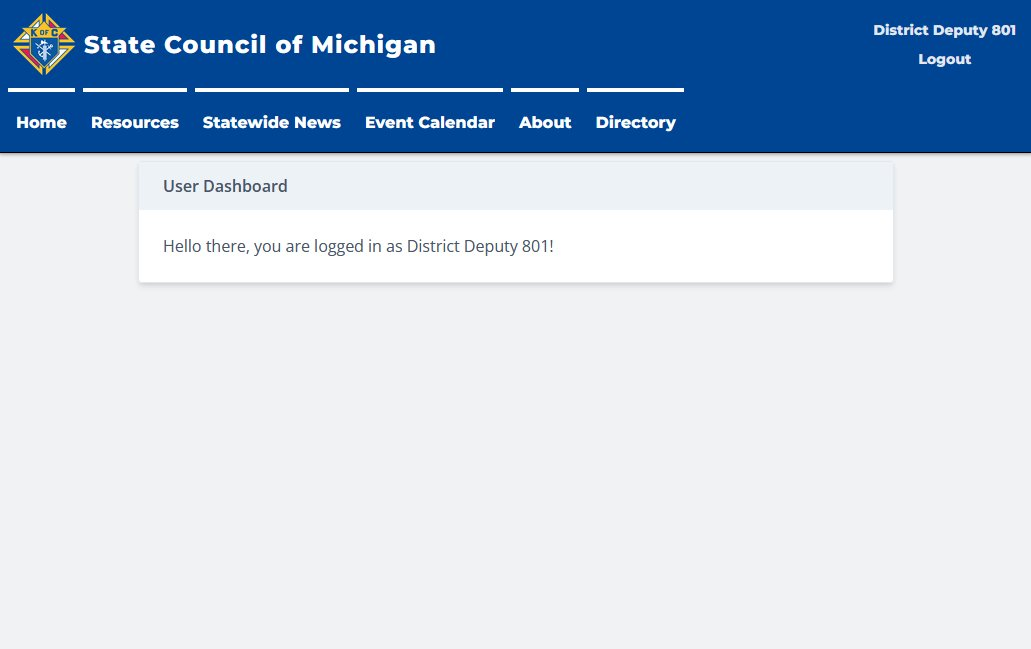 K OF C
State Council of Michigan
District Deputy 801
Logout
Home Resources Statewide News Event Calendar About Directory
User Dashboard
Hello there, you are logged in as District Deputy 801!